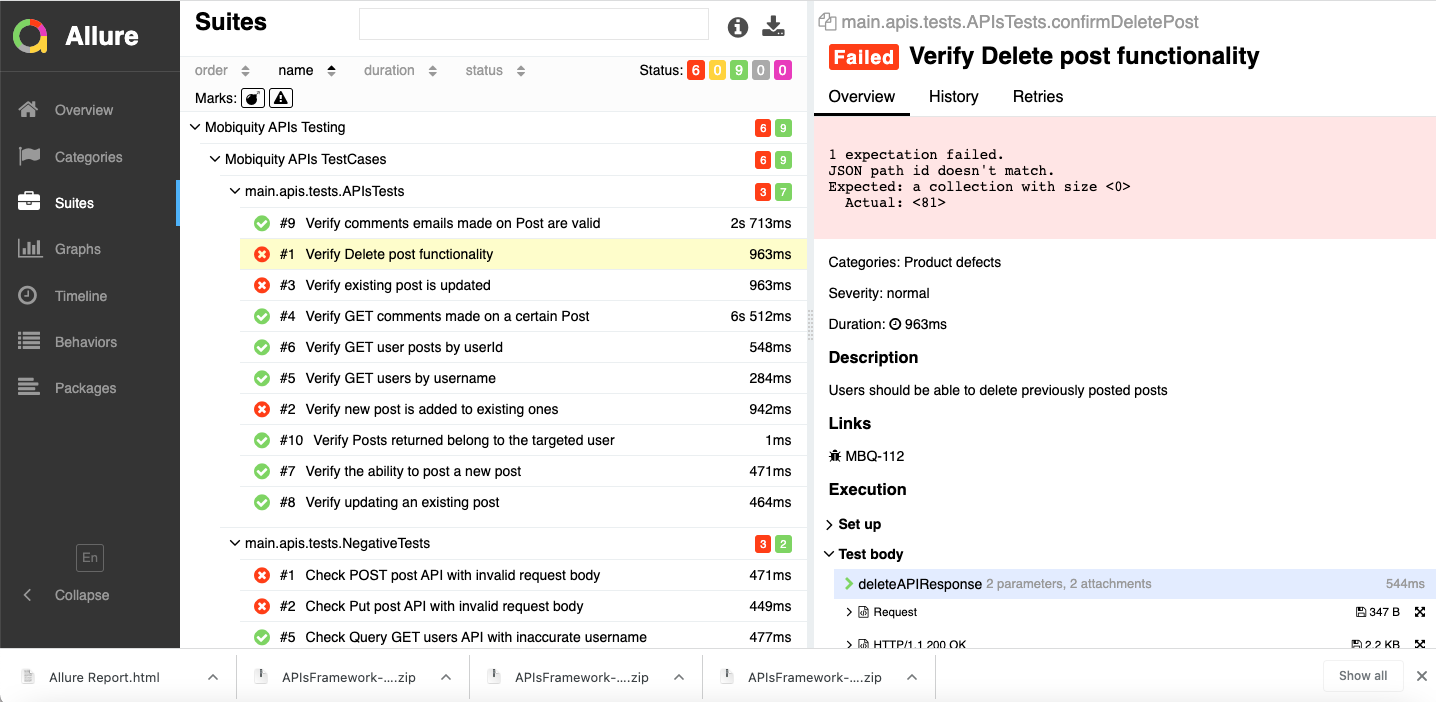 Allure
Overview
Categories
Suites
Graphs
Timeline
Behaviors
Packages
En
Collapse
Suites
order name duration status Status: 6 0 9 0 0
Marks:
Mobiquity APIs Testing 6 9
Mobiquity APIs TestCases 6 9
main.apis.tests.APIsTests 3 7
#9 Verify comments emails made on Post are valid 2s 713ms
#1 Verify Delete post functionality 963ms
#3 Verify existing post is updated 963ms
#4 Verify GET comments made on a certain Post 6s 512ms
#6 Verify GET user posts by userId 548ms
#5 Verify GET users by username 284ms
#2 Verify new post is added to existing ones 942ms
#10 Verify Posts returned belong to the targeted user 1ms
#7 Verify the ability to post a new post 471ms
#8 Verify updating an existing post 464ms
main.apis.tests.NegativeTests 3 2
#1 Check POST post API with invalid request body 471ms
#2 Check Put post API with invalid request body 449ms
#5 Check Query GET users API with inaccurate username 477ms
main.apis.tests.APIsTests.confirmDeletePost
Failed Verify Delete post functionality
Overview History Retries
1 expectation failed.
JSON path id doesn't match.
Expected: a collection with size <0>
Actual: <81>
Categories: Product defects
Severity: normal
Duration: 963ms
Description
Users should be able to delete previously posted posts
Links
MBQ-112
Execution
Set up
Test body
deleteAPIResponse 2 parameters, 2 attachments 544ms
Request 347 B
HTTP/1.1 200 OK 2.2 KB
Allure Report.html APIsFramework-....zip APIsFramework-....zip APIsFramework-....zip Show all